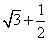 √3 + 1/2